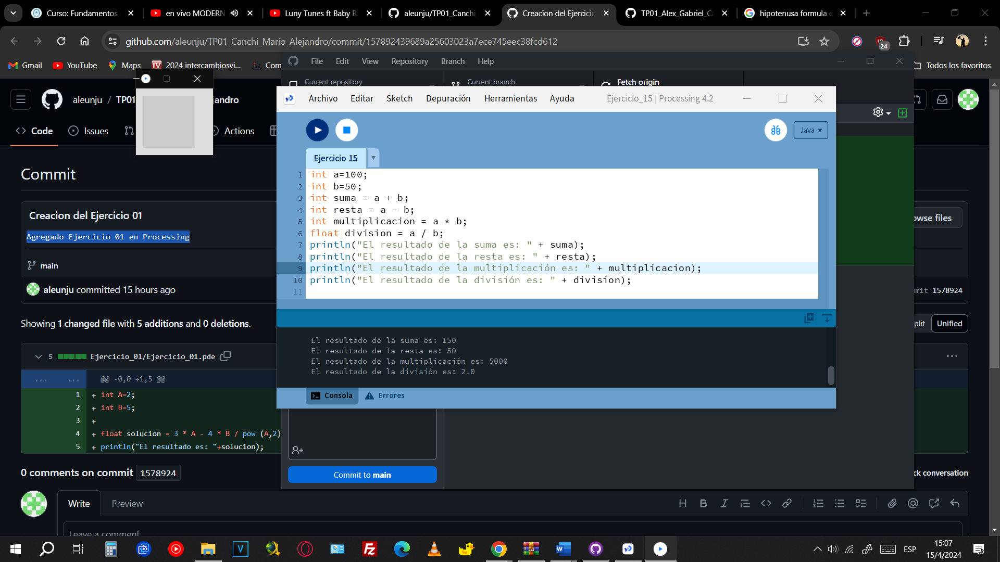 Curso: Fundamentos
en vivo MODERN
Luny Tunes ft Baby R
aleunju/TP01_Canchi
Creacion del Ejercicio
TP01_Alex_Gabriel_C
hipotenusa formula
github.com/aleunju/TP01_Canchi_Mario_Alejandro/commit/157892439689a25603023a7ece745eec38fcd612
24
Gmail
YouTube
Maps
2024 intercambiosvi...
Com
Todos los favoritos
File Edit View Repository Branch Help
Current repository
Current branch
Fetch origin
aleunju / TP01
jandro
Code
Issues
Actions
Archivo Editar Sketch Depuración Herramientas Ayuda
Ejercicio_15 | Processing 4.2
Java ▾
Ejercicio 15
1 int a=100;
2 int b=50;
3 int suma = a + b;
4 int resta = a - b;
5 int multiplicacion = a * b;
6 float division = a / b;
7 println("El resultado de la suma es: " + suma);
8 println("El resultado de la resta es: " + resta);
9 println("El resultado de la multiplicación es: " + multiplicacion);
10 println("El resultado de la división es: " + division);
11
El resultado de la suma es: 150
El resultado de la resta es: 50
El resultado de la multiplicación es: 5000
El resultado de la división es: 2.0
Consola
Errores
Commit
Creacion del Ejercicio 01
Agregado Ejercicio 01 en Processing
main
aleunju committed 15 hours ago
owse files
mit 1578924
Showing 1 changed file with 5 additions and 0 deletions.
plit
Unified
5
Ejercicio_01/Ejercicio_01.pde
@@ -0,0 +1,5 @@
1 + int A=2;
2 + int B=5;
3 +
4 + float solucion = 3 * A - 4 * B / pow (A,2)
5 + println("El resultado es: "+solucion);
Commit to main
0 comments on commit 1578924
ck conversation
Write
Preview
Leave a comment
ESP
15:07
15/4/2024